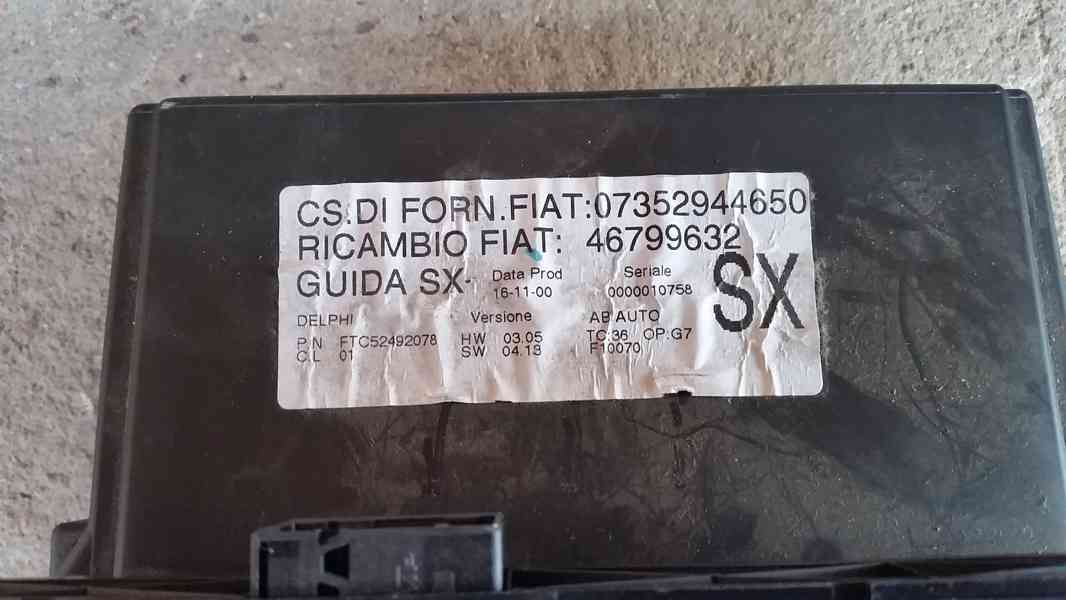 CS.DI FORN.FIAT:07352944650
RICAMBIO FIAT: 46799632
GUIDA SX-
Data Prod
16-11-00
Seriale
0000010758
SX
DELPHI
Versione
AB AUTO
P.N FTC52492078 HW 03.05 TC:36 OP:G7
C.L 01 SW 04.13 F10070